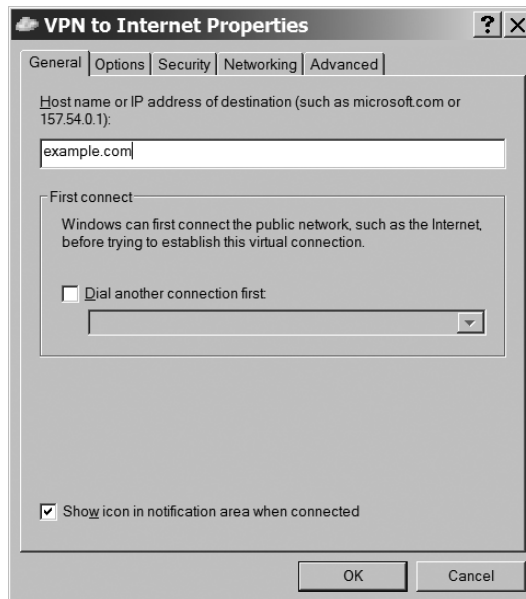 VPN to Internet Properties ? X
General Options Security Networking Advanced
Host name or IP address of destination (such as microsoft.com or
157.54.0.1):
example.com
First connect
Windows can first connect the public network, such as the Internet,
before trying to establish this virtual connection.
Dial another connection first:
Show icon in notification area when connected
OK Cancel